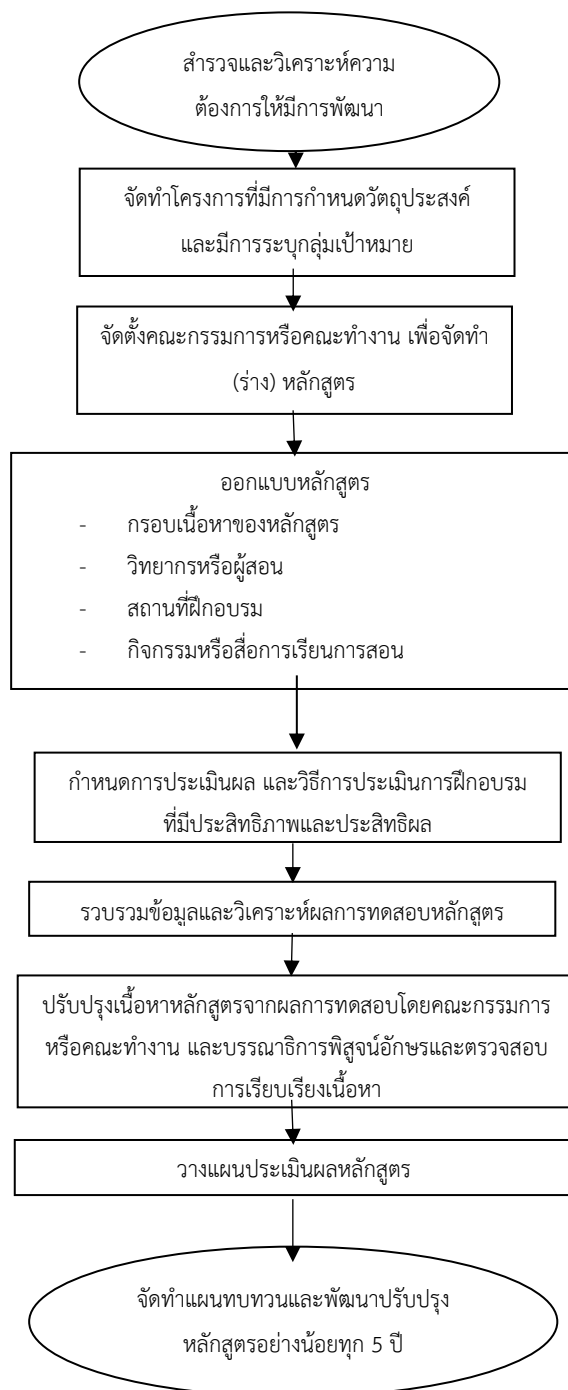 สำรวจและวิเคราะห์ความ
ต้องการให้มีการพัฒนา
จัดทำโครงการที่มีการกำหนดวัตถุประสงค์
และมีการระบุกลุ่มเป้าหมาย
จัดตั้งคณะกรรมการหรือคณะทำงาน เพื่อจัดทำ
(ร่าง) หลักสูตร
ออกแบบหลักสูตร
- กรอบเนื้อหาของหลักสูตร
- วิทยากรหรือผู้สอน
- สถานที่ฝึกอบรม
- กิจกรรมหรือสื่อการเรียนการสอน
กำหนดการประเมินผล และวิธีการประเมินการฝึกอบรม
ที่มีประสิทธิภาพและประสิทธิผล
รวบรวมข้อมูลและวิเคราะห์ผลการทดสอบหลักสูตร
ปรับปรุงเนื้อหาหลักสูตรจากผลการทดสอบโดยคณะกรรมการ
หรือคณะทำงาน และบรรณาธิการพิสูจน์อักษรและตรวจสอบ
การเรียบเรียงเนื้อหา
วางแผนประเมินผลหลักสูตร
จัดทำแผนทบทวนและพัฒนาปรับปรุง
หลักสูตรอย่างน้อยทุก 5 ปี